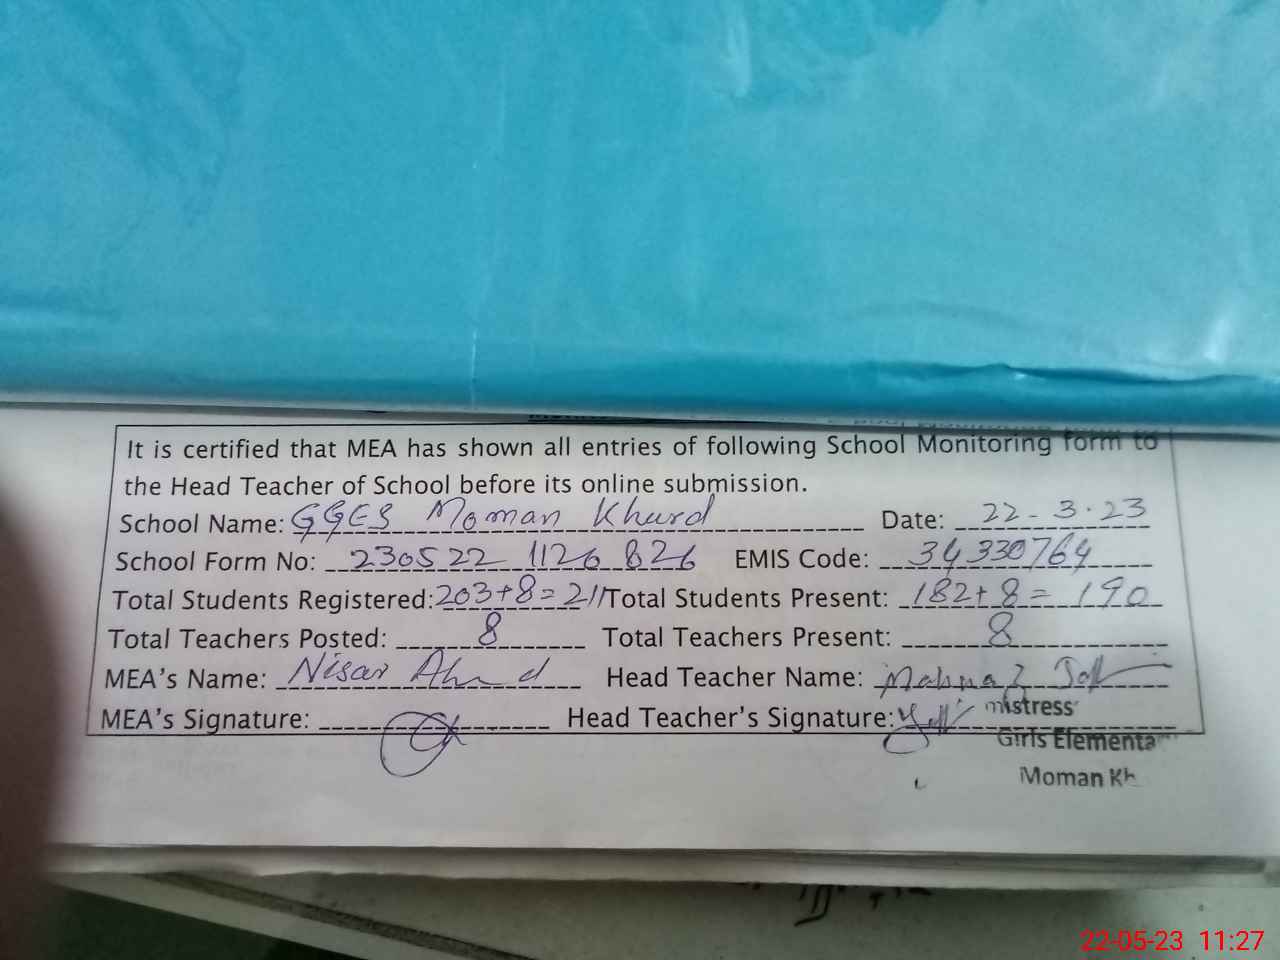 It is certified that MEA has shown all entries of following School Monitoring form to
the Head Teacher of School before its online submission.
School Name: GGES Moman Khurd Date: 22-3-23
School Form No: 230522 1126 826 EMIS Code: 34330764
Total Students Registered: 203+8=211 Total Students Present: 182+8=190
Total Teachers Posted: 8 Total Teachers Present: 8
MEA's Name: Nisar Ahmd Head Teacher Name: Mahnaz
MEA's Signature: Head Teacher's Signature:
mistress
Girls Elementa
Moman Kh
22-05-23 11:27